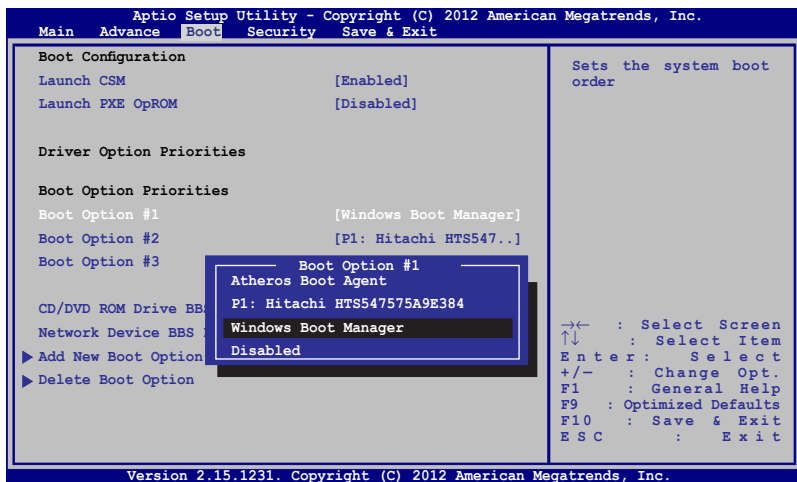 Aptio Setup Utility - Copyright (C) 2012 American Megatrends, Inc.
Main Advance Boot Security Save & Exit
Boot Configuration
Launch CSM [Enabled]
Launch PXE OpROM [Disabled]
Driver Option Priorities
Boot Option Priorities
Boot Option #1 [Windows Boot Manager]
Boot Option #2 [P1: Hitachi HTS547..]
Boot Option #3
CD/DVD ROM Drive BBS
Network Device BBS
Add New Boot Option
Delete Boot Option
Boot Option #1
Atheros Boot Agent
P1: Hitachi HTS547575A9E384
Windows Boot Manager
Disabled
Sets the system boot
order
→← : Select Screen
↑↓ : Select Item
Enter: Select
+/— : Change Opt.
F1 : General Help
F9 : Optimized Defaults
F10 : Save & Exit
ESC : Exit
Version 2.15.1231. Copyright (C) 2012 American Megatrends, Inc.